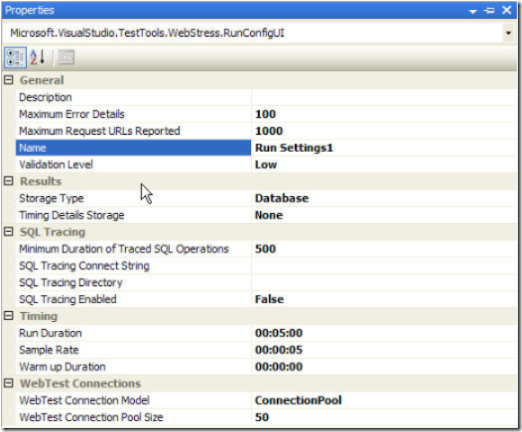 Properties
Microsoft.VisualStudio.TestTools.WebStress.RunConfigUI
General
Description
Maximum Error Details 100
Maximum Request URLs Reported 1000
Name Run Settings1
Validation Level Low
Results
Storage Type Database
Timing Details Storage None
SQL Tracing
Minimum Duration of Traced SQL Operations 500
SQL Tracing Connect String
SQL Tracing Directory
SQL Tracing Enabled False
Timing
Run Duration 00:05:00
Sample Rate 00:00:05
Warm up Duration 00:00:00
WebTest Connections
WebTest Connection Model ConnectionPool
WebTest Connection Pool Size 50